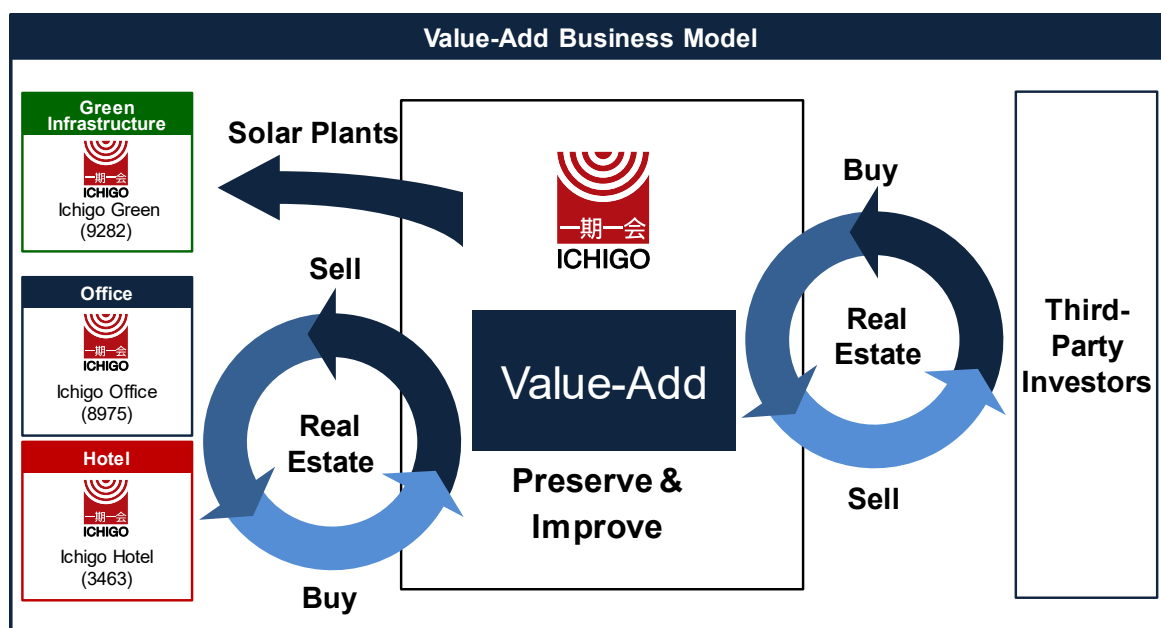 Value-Add Business Model
Green
Infrastructure
一期一会
ICHIGO
Ichigo Green
(9282)
Office
一期一会
ICHIGO
Ichigo Office
(8975)
Hotel
一期一会
ICHIGO
Ichigo Hotel
(3463)
Solar Plants
Sell
Real
Estate
Buy
一期一会
ICHIGO
Value-Add
Preserve &
Improve
Buy
Real
Estate
Sell
Third-
Party
Investors